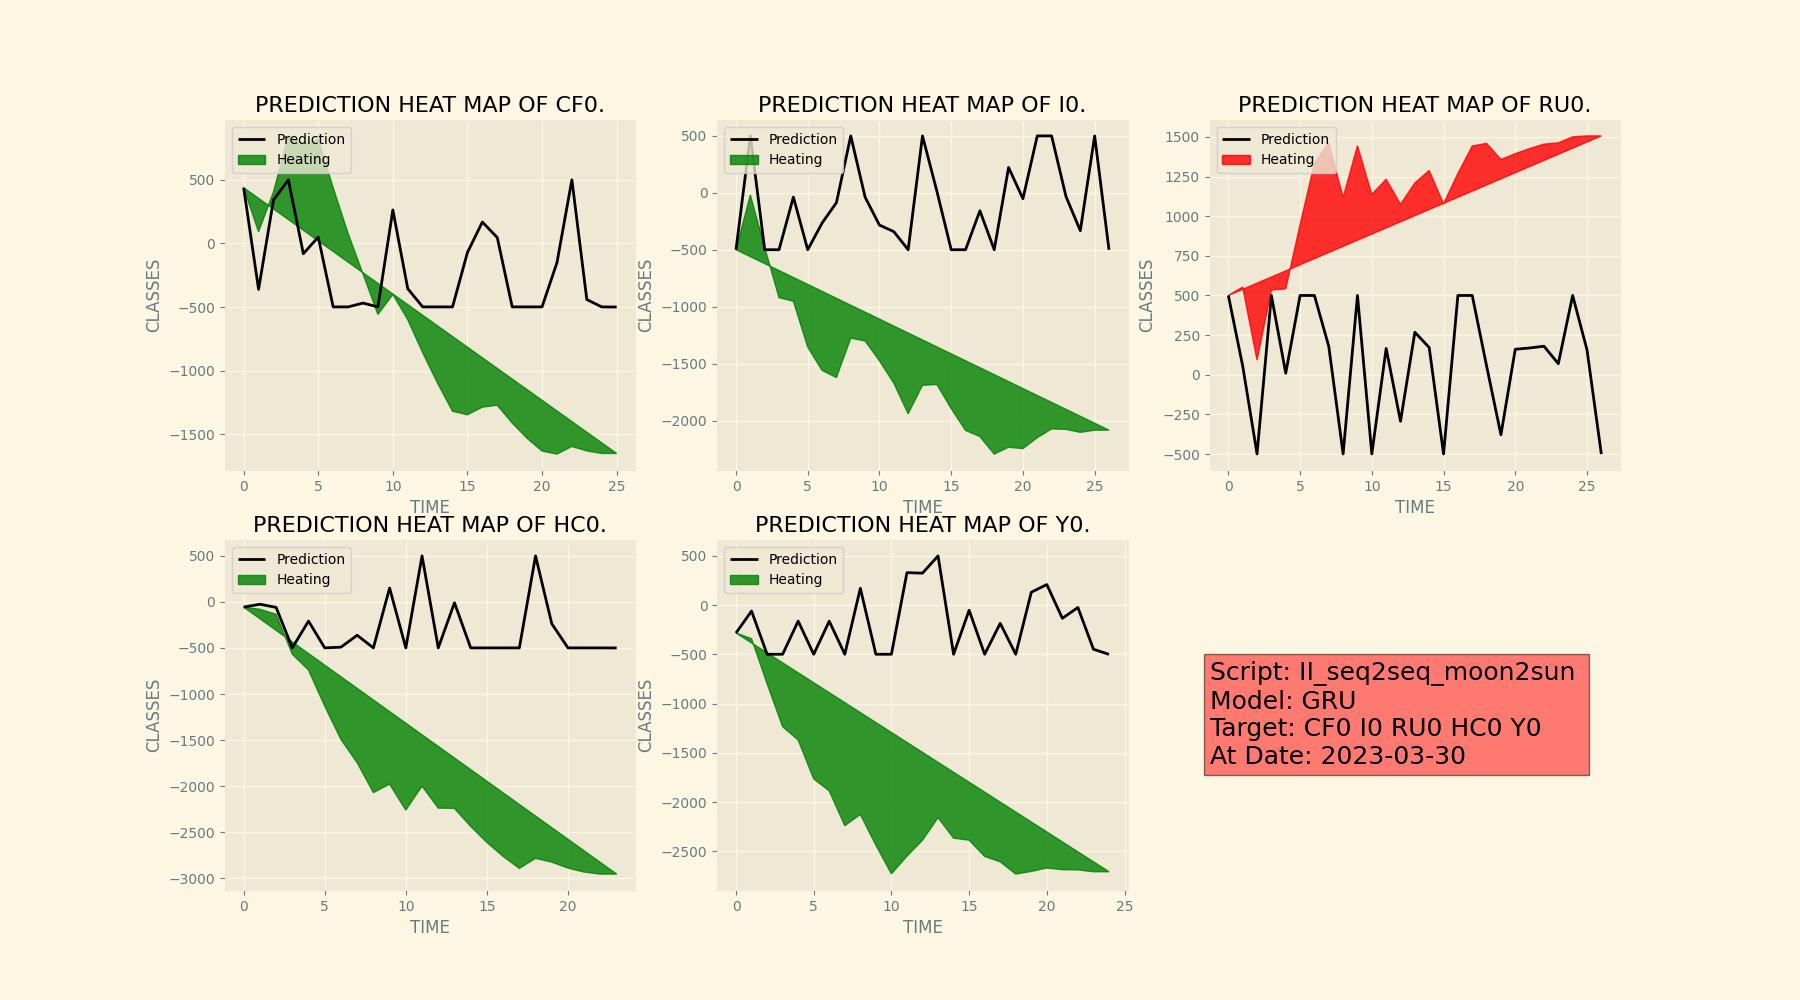 PREDICTION HEAT MAP OF CF0.
Prediction
Heating
500
0
−500
−1000
−1500
CLASSES
0 5 10 15 20 25
TIME
PREDICTION HEAT MAP OF I0.
Prediction
Heating
500
0
−500
−1000
−1500
−2000
CLASSES
0 5 10 15 20 25
TIME
PREDICTION HEAT MAP OF RU0.
Prediction
Heating
1500
1250
1000
750
500
250
0
−250
−500
CLASSES
0 5 10 15 20 25
TIME
PREDICTION HEAT MAP OF HC0.
Prediction
Heating
500
0
−500
−1000
−1500
−2000
−2500
−3000
CLASSES
0 5 10 15 20
TIME
PREDICTION HEAT MAP OF Y0.
Prediction
Heating
500
0
−500
−1000
−1500
−2000
−2500
CLASSES
0 5 10 15 20 25
TIME
Script: II_seq2seq_moon2sun
Model: GRU
Target: CF0 I0 RU0 HC0 Y0
At Date: 2023-03-30